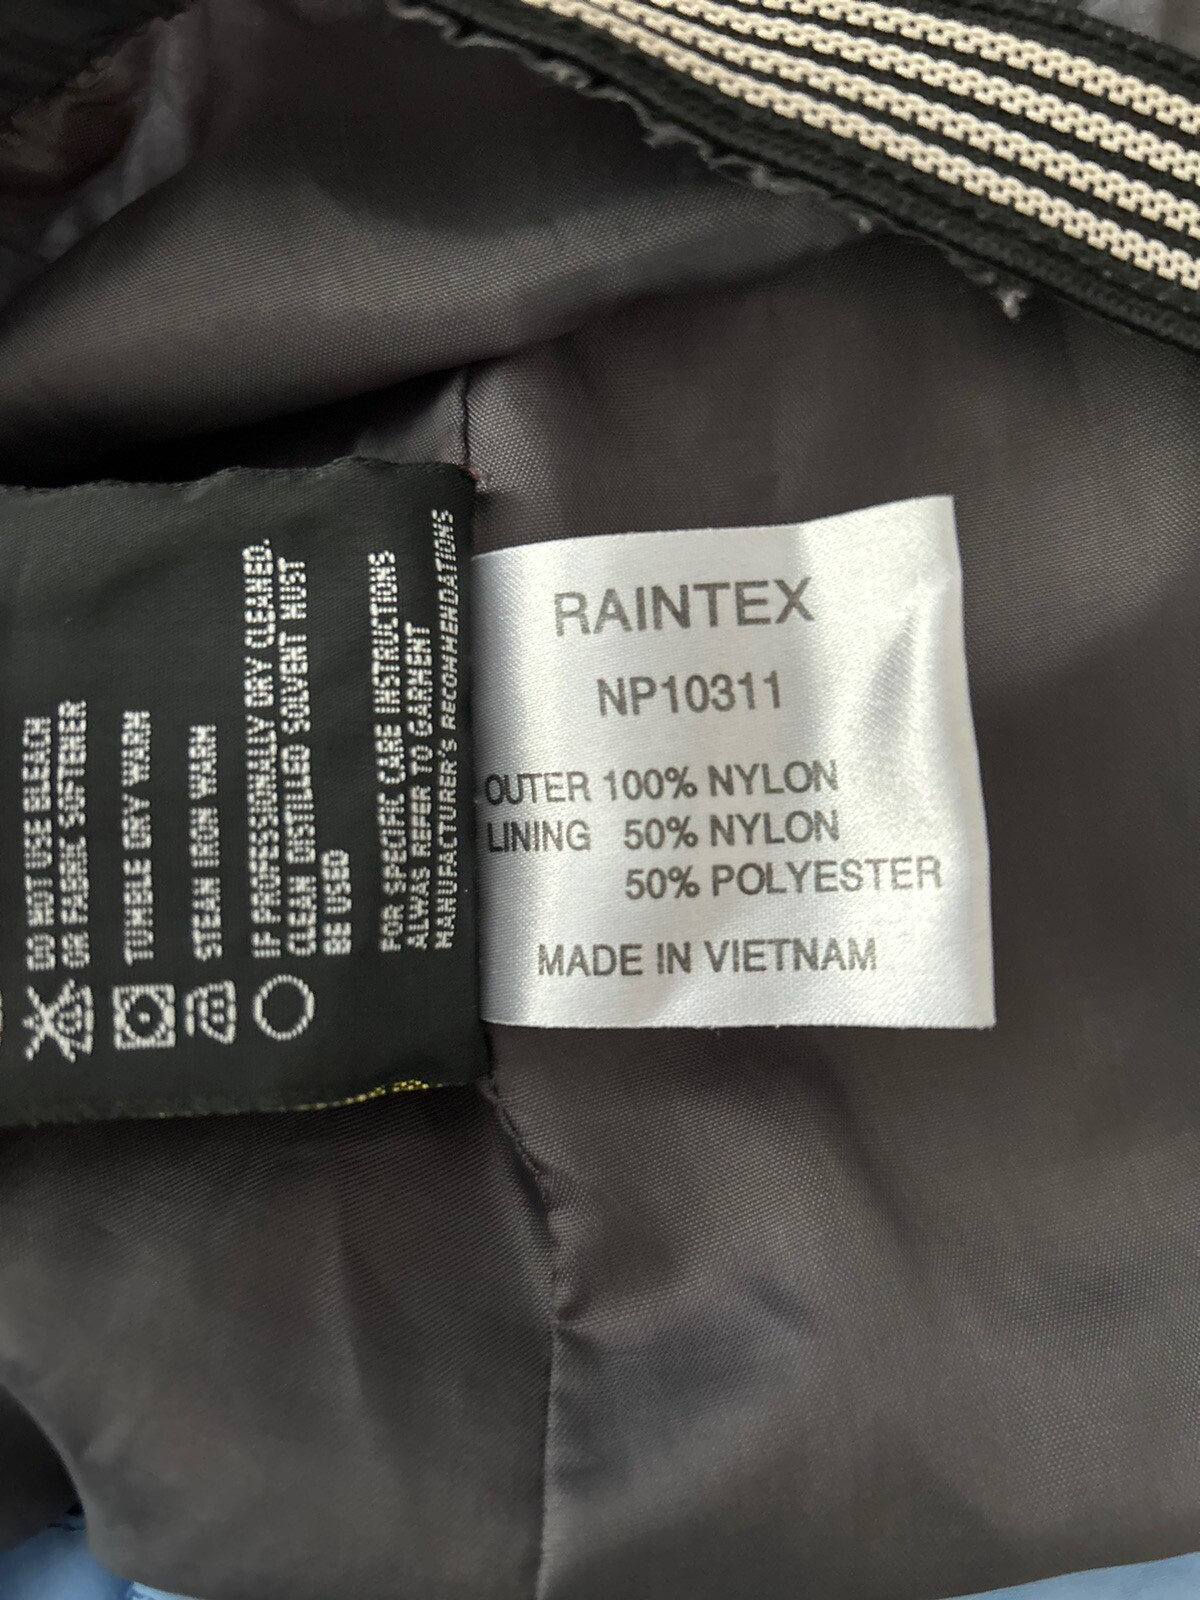 RAINTEX
NP10311
OUTER 100% NYLON
LINING 50% NYLON
50% POLYESTER
MADE IN VIETNAM
DO NOT USE BLEACH
OR FABRIC SOFTENER
TUMBLE DRY WARM
STEAM IRON WARM
IF PROFESSIONALLY DRY CLEANED.
CLEAN DISTILLED SOLVENT MUST
BE USED
FOR SPECIFIC CARE INSTRUCTIONS
ALWAS REFER TO GARMENT
MANUFACTURER'S RECOMMENDATIONS